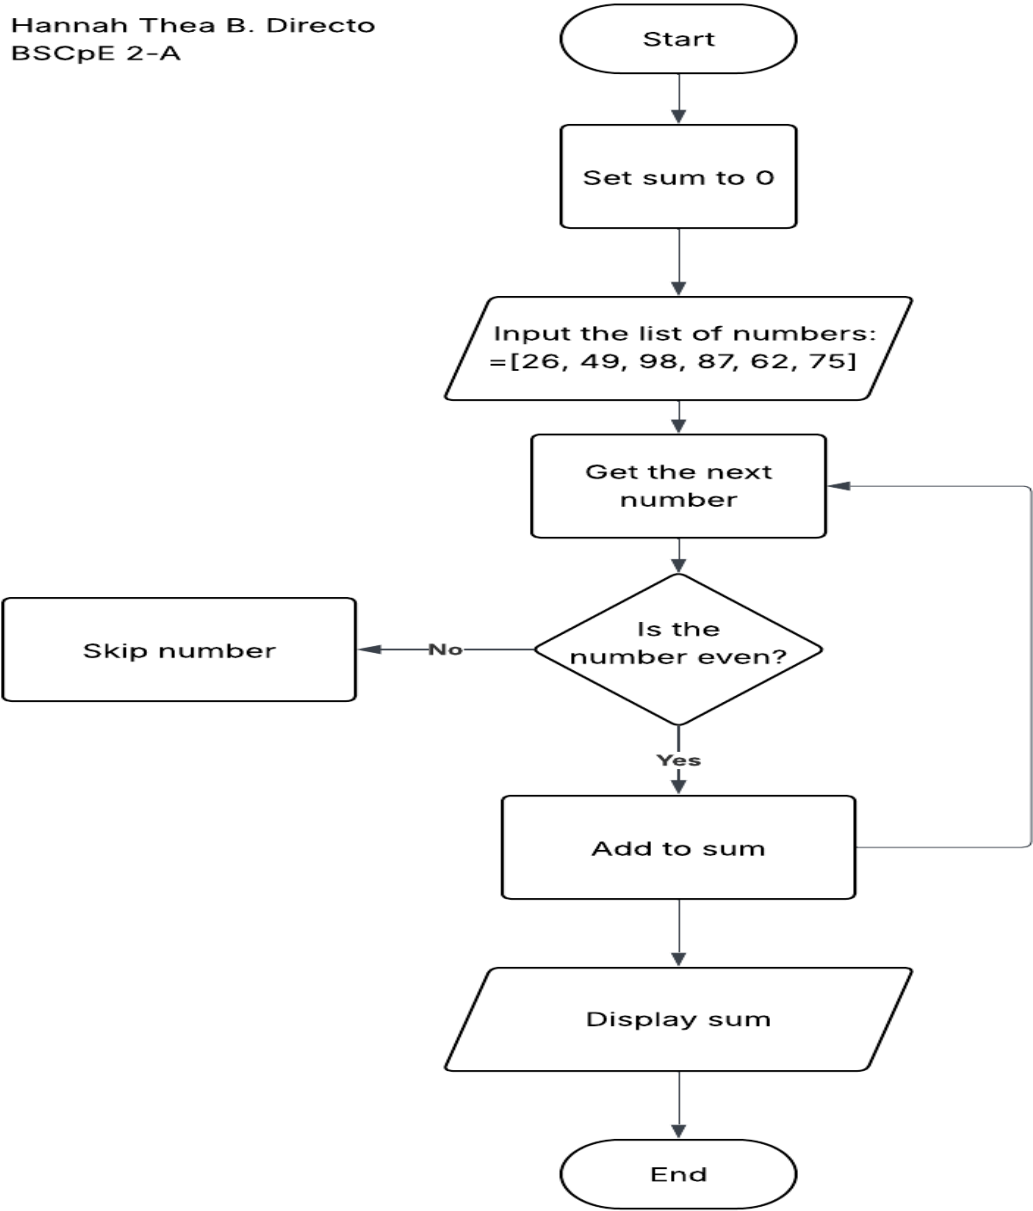 Hannah Thea B. Directo
BSCpE 2-A
Start
Set sum to 0
Input the list of numbers:
=[26, 49, 98, 87, 62, 75]
Get the next
number
Is the
number even?
No
Skip number
Yes
Add to sum
Display sum
End